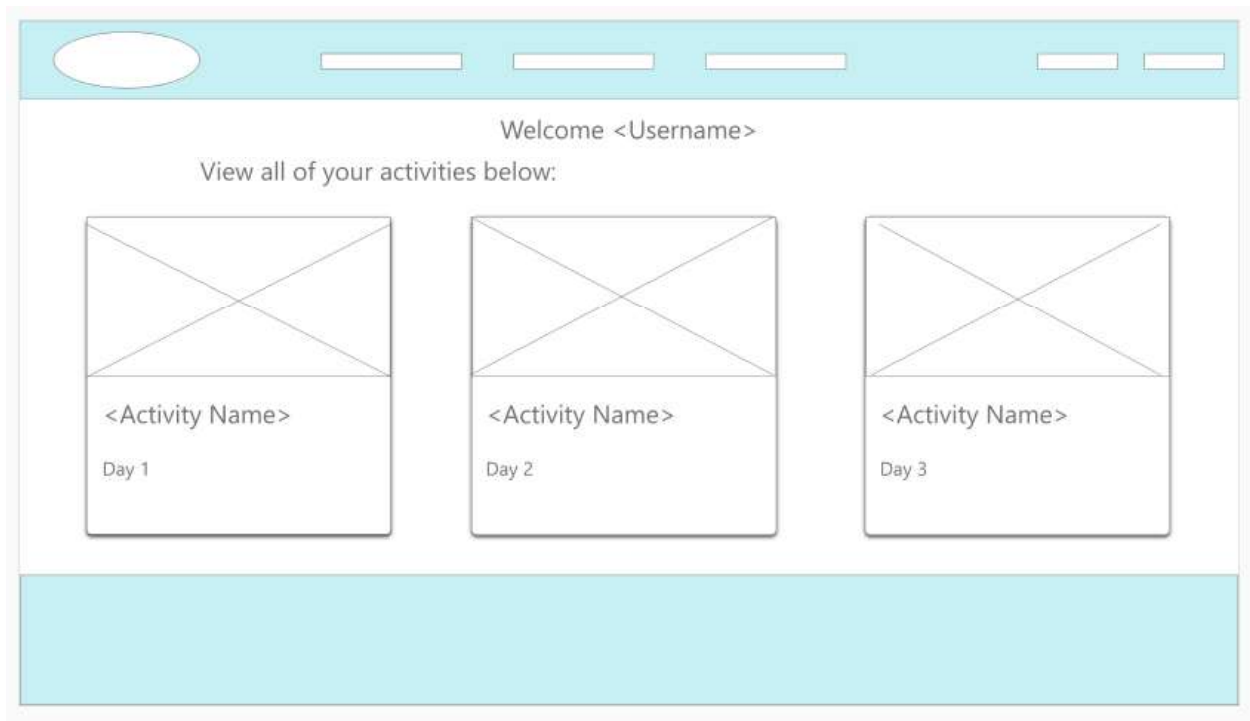 Welcome <Username>
View all of your activities below:
<Activity Name>
Day 1
<Activity Name>
Day 2
<Activity Name>
Day 3